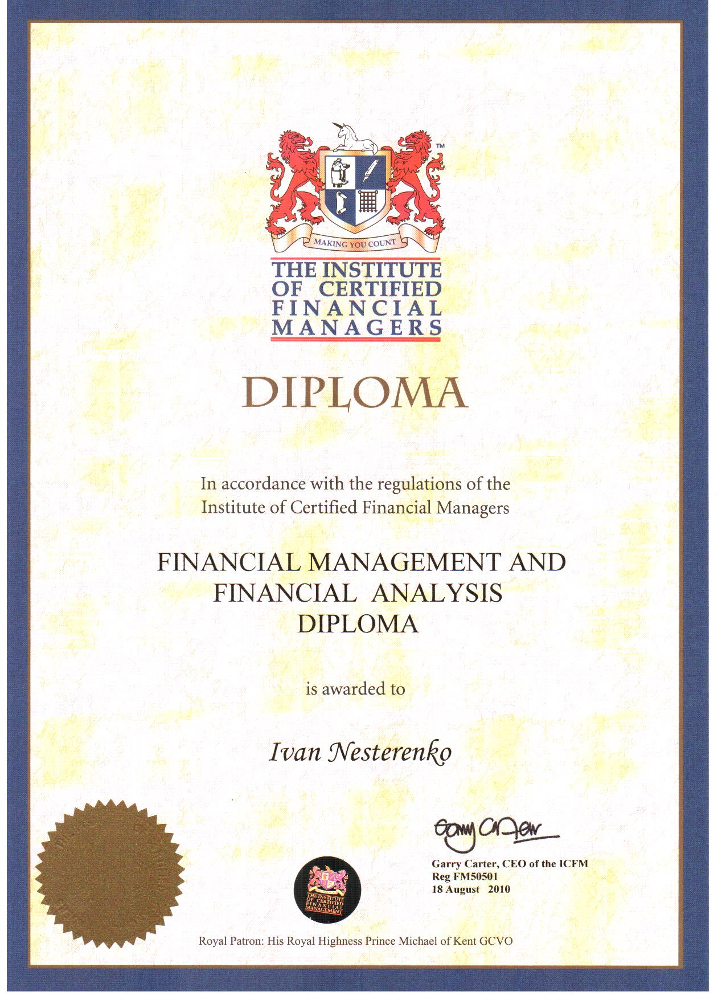 TM
MAKING YOU COUNT
THE INSTITUTE
OF CERTIFIED
FINANCIAL
MANAGERS
DIPLOMA
In accordance with the regulations of the
Institute of Certified Financial Managers
FINANCIAL MANAGEMENT AND
FINANCIAL ANALYSIS
DIPLOMA
is awarded to
Ivan Nesterenko
Garry Carter, CEO of the ICFM
Reg FM50501
18 August 2010
THE INSTITUTE
OF CERTIFIED
FINANCIAL
MANAGEMENT
Royal Patron: His Royal Highness Prince Michael of Kent GCVO